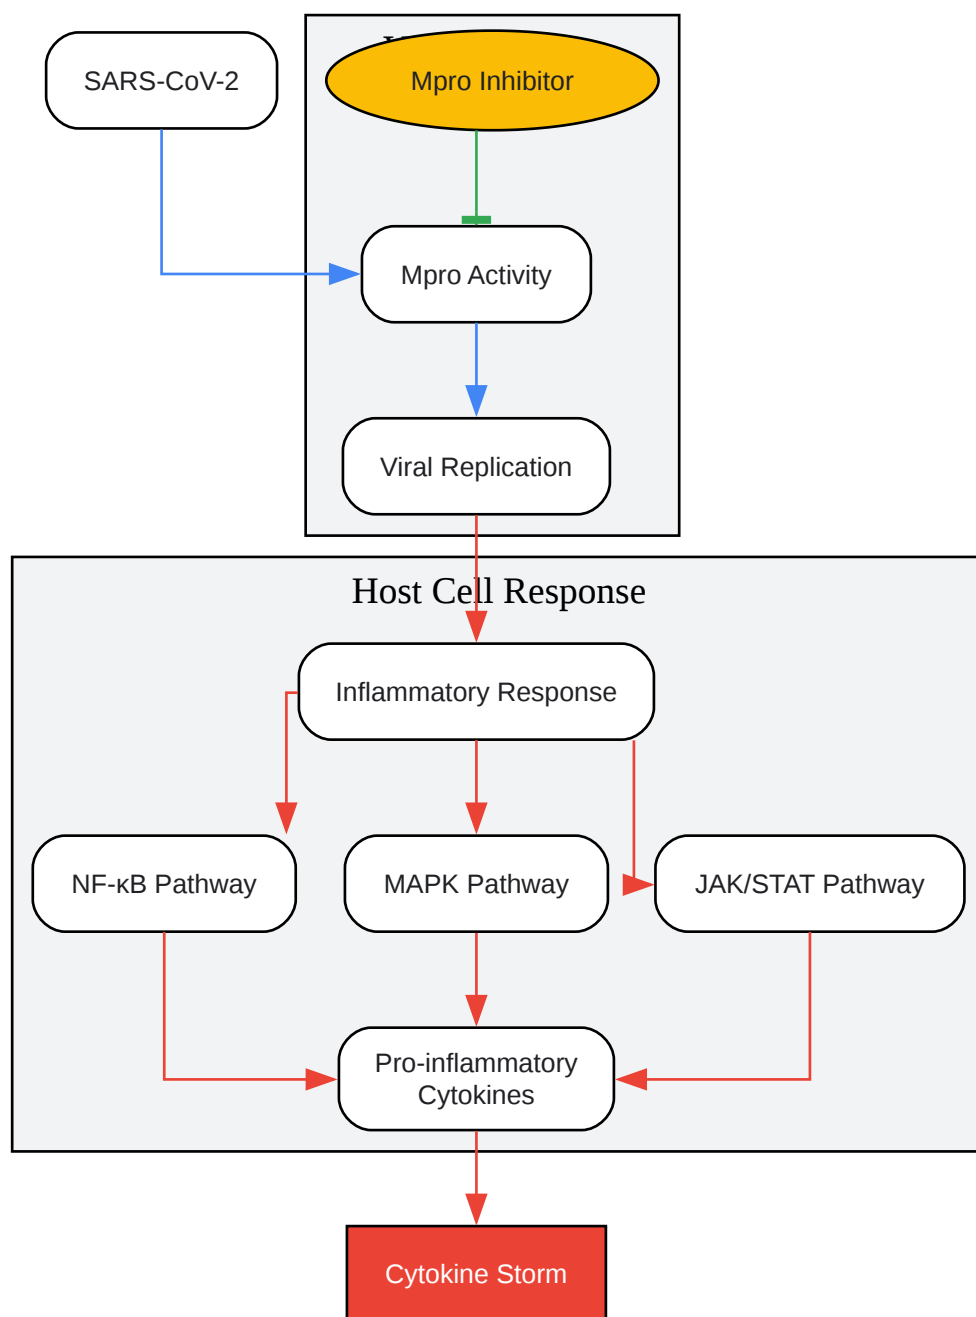 SARS-CoV-2
Mpro Inhibitor
Mpro Activity
Viral Replication
Host Cell Response
Inflammatory Response
NF-κB Pathway
MAPK Pathway
JAK/STAT Pathway
Pro-inflammatory
Cytokines
Cytokine Storm